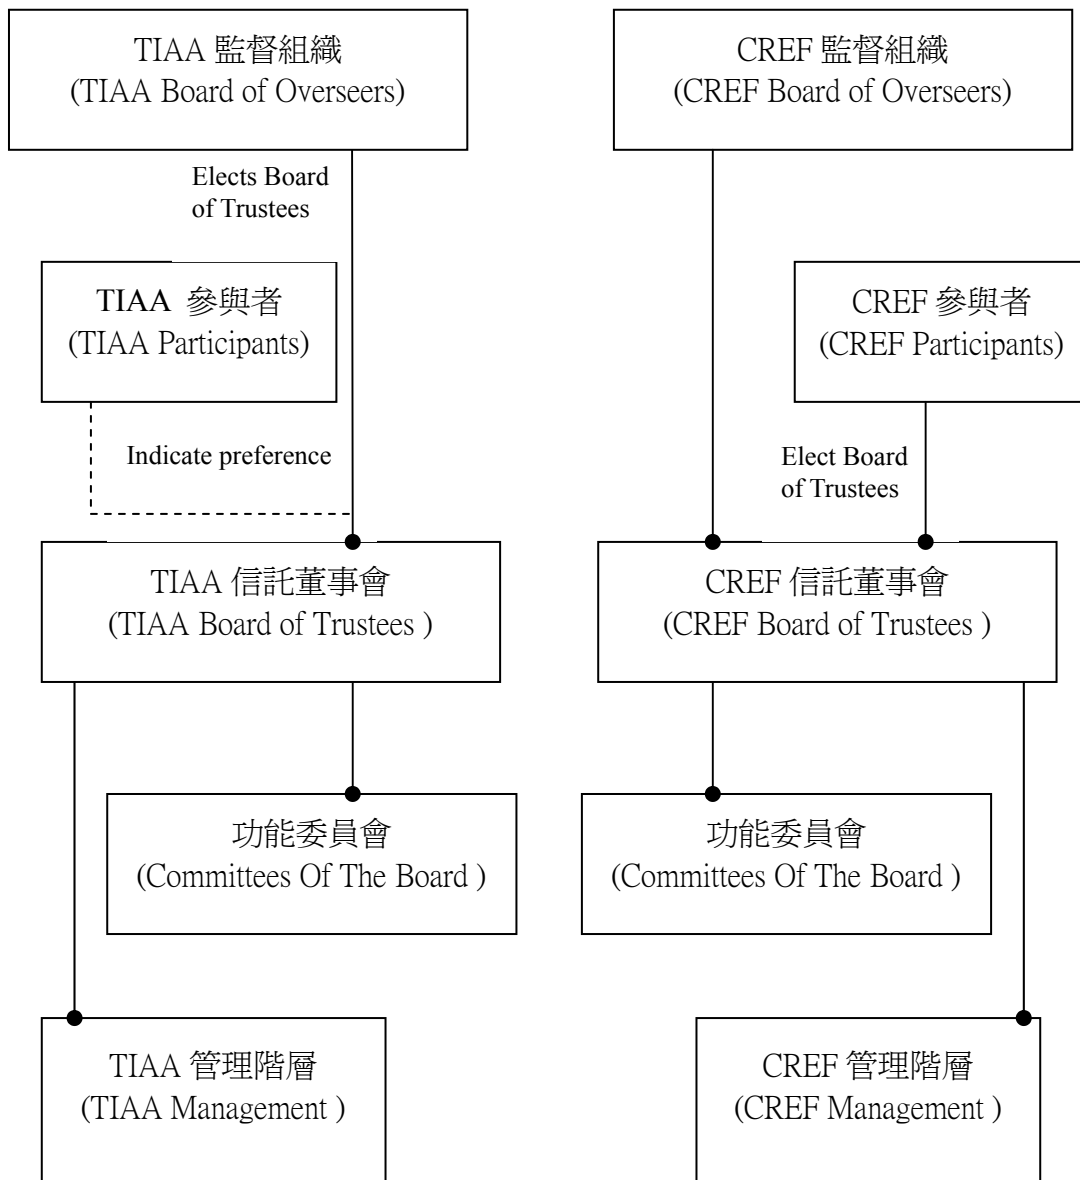 TIAA 監督組織
(TIAA Board of Overseers)
CREF 監督組織
(CREF Board of Overseers)
Elects Board
of Trustees
TIAA 參與者
(TIAA Participants)
CREF 參與者
(CREF Participants)
Indicate preference
Elect Board
of Trustees
TIAA 信託董事會
(TIAA Board of Trustees )
CREF 信託董事會
(CREF Board of Trustees )
功能委員會
(Committees Of The Board )
功能委員會
(Committees Of The Board )
TIAA 管理階層
(TIAA Management )
CREF 管理階層
(CREF Management )